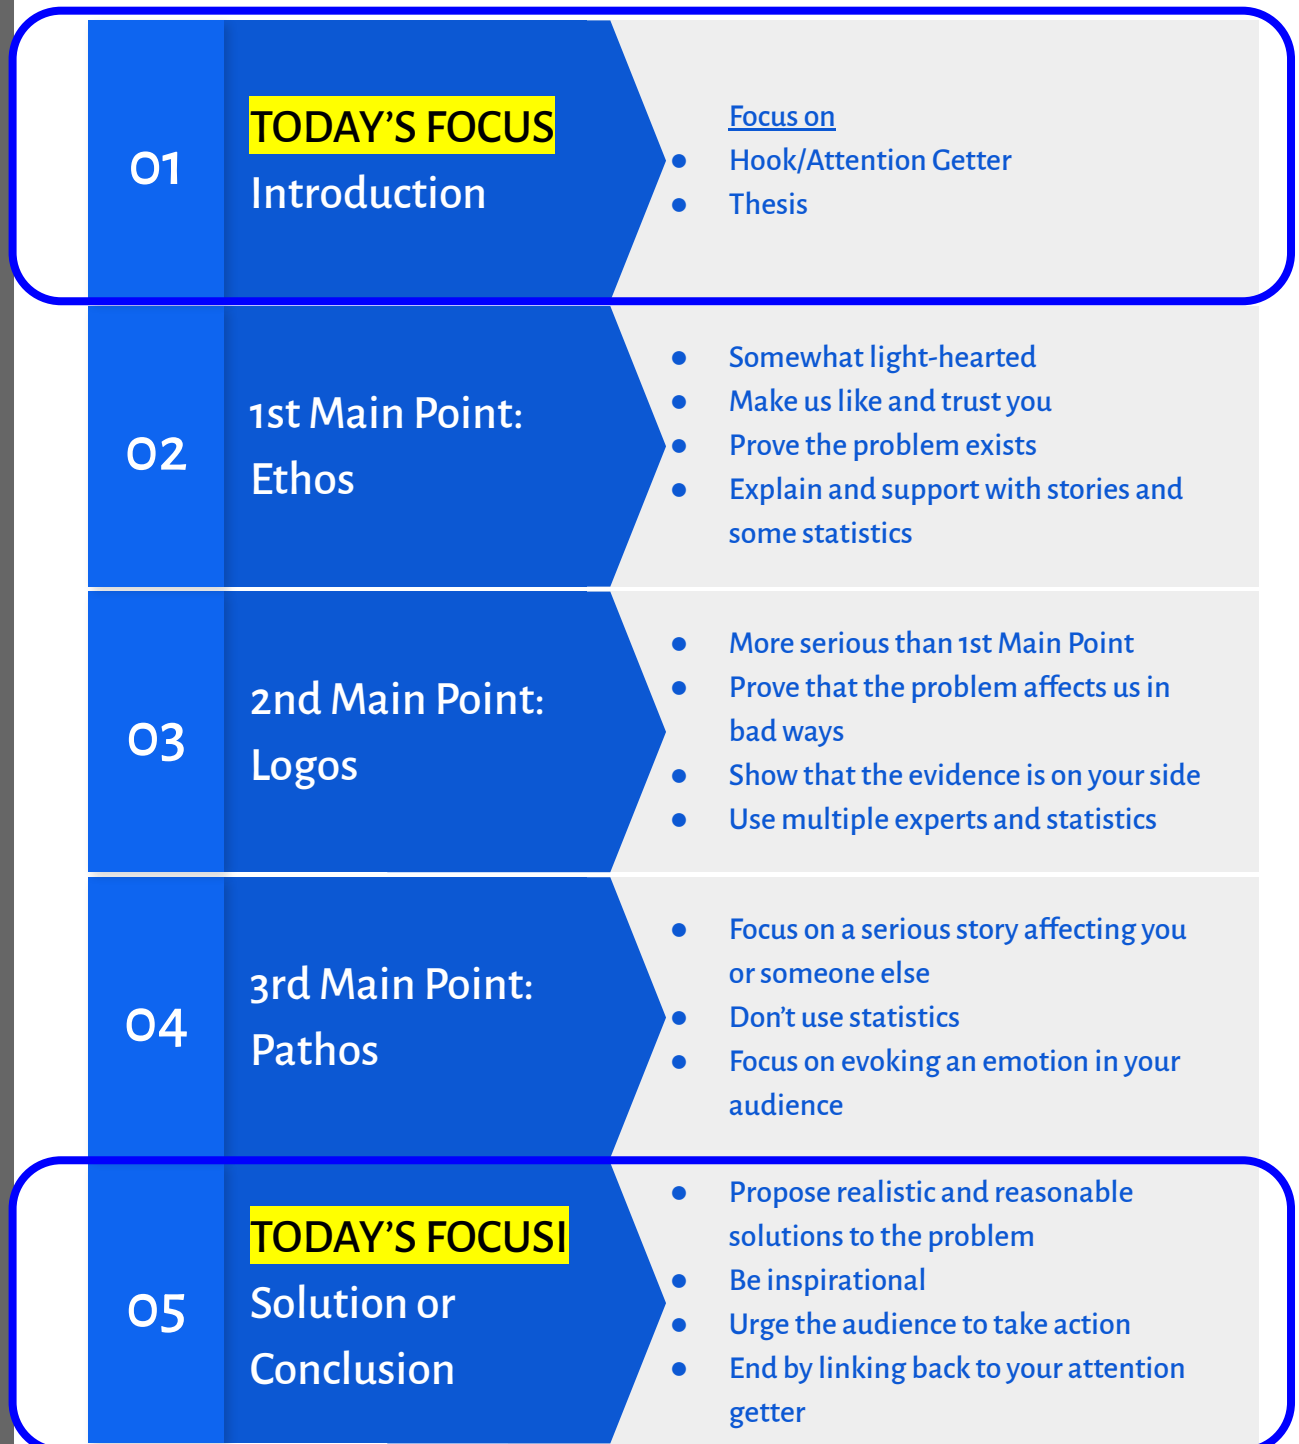 01
TODAY'S FOCUS
Introduction
Focus on
● Hook/Attention Getter
● Thesis
02
1st Main Point:
Ethos
● Somewhat light-hearted
● Make us like and trust you
● Prove the problem exists
● Explain and support with stories and
some statistics
03
2nd Main Point:
Logos
● More serious than 1st Main Point
● Prove that the problem affects us in
bad ways
● Show that the evidence is on your side
● Use multiple experts and statistics
04
3rd Main Point:
Pathos
● Focus on a serious story affecting you
or someone else
● Don't use statistics
● Focus on evoking an emotion in your
audience
05
TODAY'S FOCUSI
Solution or
Conclusion
● Propose realistic and reasonable
solutions to the problem
● Be inspirational
● Urge the audience to take action
● End by linking back to your attention
getter